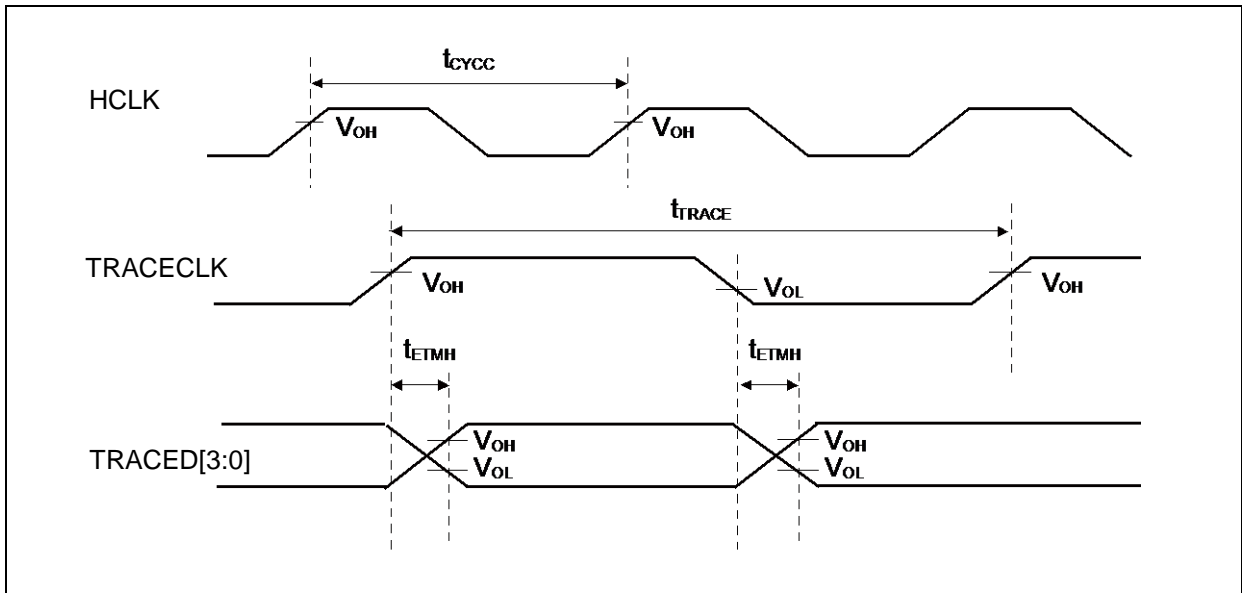 tCYCC
HCLK
VOH
VOH
tTRACE
TRACECLK
VOH
VOL
VOH
tETMH
tETMH
VOH
VOH
TRACED[3:0]
VOL
VOL